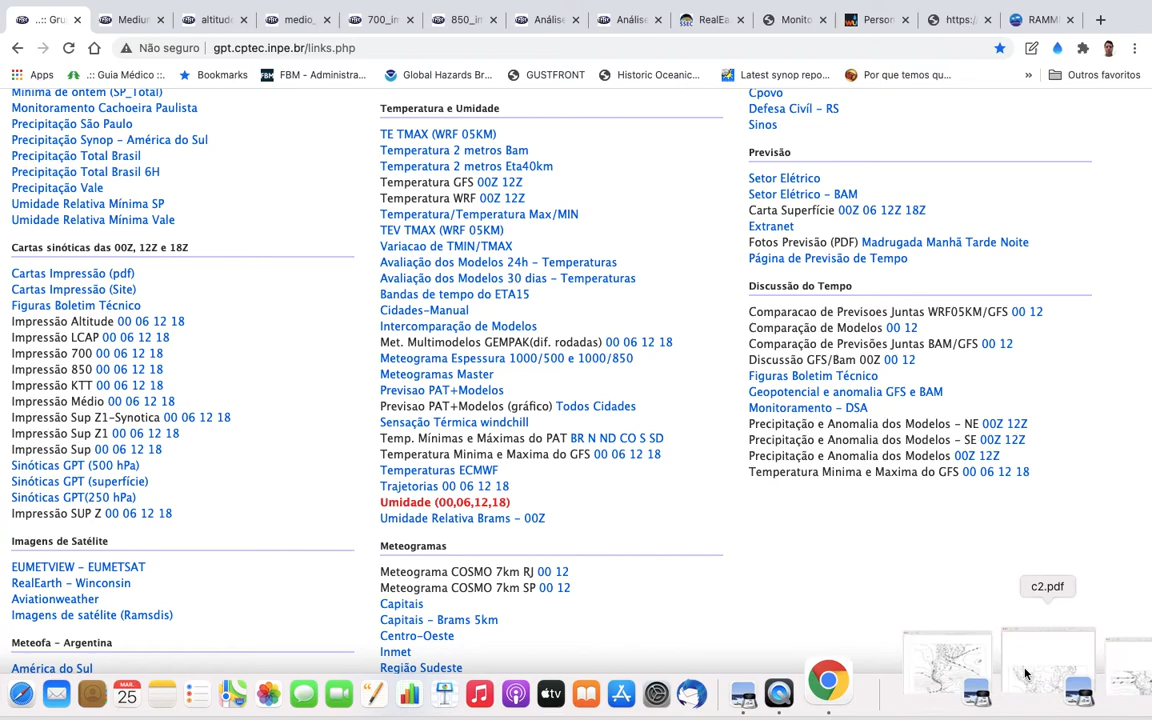 ..:: Gru
Mediun
altitude
medio_
700_in
850_in
Análise
Análise
RealEa
Monito
Person
https:/
RAMM
Não seguro | gpt.cptec.inpe.br/links.php
Apps
.:: Guia Médico ::.
Bookmarks
FBM - Administra...
Global Hazards Br...
GUSTFRONT
Historic Oceanic...
Latest synop repo...
Por que temos qu...
»
Outros favoritos
Mínima de ontem (SP_Total)
Monitoramento Cachoeira Paulista
Precipitação São Paulo
Precipitação Synop - América do Sul
Precipitação Total Brasil
Precipitação Total Brasil 6H
Precipitação Vale
Umidade Relativa Mínima SP
Umidade Relativa Mínima Vale
Cartas sinóticas das 00Z, 12Z e 18Z
Cartas Impressão (pdf)
Cartas Impressão (Site)
Figuras Boletim Técnico
Impressão Altitude 00 06 12 18
Impressão LCAP 00 06 12 18
Impressão 700 00 06 12 18
Impressão 850 00 06 12 18
Impressão KTT 00 06 12 18
Impressão Médio 00 06 12 18
Impressão Sup Z1-Synotica 00 06 12 18
Impressão Sup Z1 00 06 12 18
Impressão Sup 00 06 12 18
Sinóticas GPT (500 hPa)
Sinóticas GPT (superfície)
Sinóticas GPT(250 hPa)
Impressão SUP Z 00 06 12 18
Imagens de Satélite
EUMETVIEW - EUMETSAT
RealEarth - Winconsin
Aviationweather
Imagens de satélite (Ramsdis)
Meteofa - Argentina
América do Sul
Temperatura e Umidade
TE TMAX (WRF 05KM)
Temperatura 2 metros Bam
Temperatura 2 metros Eta40km
Temperatura GFS 00Z 12Z
Temperatura WRF 00Z 12Z
Temperatura/Temperatura Max/MIN
TEV TMAX (WRF 05KM)
Variacao de TMIN/TMAX
Avaliação dos Modelos 24h - Temperaturas
Avaliação dos Modelos 30 dias - Temperaturas
Bandas de tempo do ETA15
Cidades-Manual
Intercomparação de Modelos
Met. Multimodelos GEMPAK(dif. rodadas) 00 06 12 18
Meteograma Espessura 1000/500 e 1000/850
Meteogramas Master
Previsao PAT+Modelos
Previsao PAT+Modelos (gráfico) Todos Cidades
Sensação Térmica windchill
Temp. Mínimas e Máximas do PAT BR N ND CO S SD
Temperatura Minima e Maxima do GFS 00 06 12 18
Temperaturas ECMWF
Trajetorias 00 06 12 18
Umidade (00,06,12,18)
Umidade Relativa Brams - 00Z
Meteogramas
Meteograma COSMO 7km RJ 00 12
Meteograma COSMO 7km SP 00 12
Capitais
Capitais - Brams 5km
Centro-Oeste
Inmet
Região Sudeste
Cpovo
Defesa Civíl - RS
Sinos
Previsão
Setor Elétrico
Setor Elétrico - BAM
Carta Superfície 00Z 06 12Z 18Z
Extranet
Fotos Previsão (PDF) Madrugada Manhã Tarde Noite
Página de Previsão de Tempo
Discussão do Tempo
Comparacao de Previsoes Juntas WRF05KM/GFS 00 12
Comparação de Modelos 00 12
Comparação de Previsões Juntas BAM/GFS 00 12
Discussão GFS/Bam 00Z 00 12
Figuras Boletim Técnico
Geopotencial e anomalia GFS e BAM
Monitoramento - DSA
Precipitação e Anomalia dos Modelos - NE 00Z 12Z
Precipitação e Anomalia dos Modelos - SE 00Z 12Z
Precipitação e Anomalia dos Modelos 00Z 12Z
Temperatura Minima e Maxima do GFS 00 06 12 18
c2.pdf
MAR.
25
tv